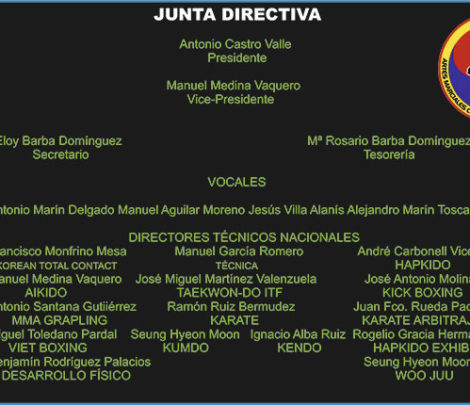 JUNTA DIRECTIVA
Antonio Castro Valle
Presidente
Manuel Medina Vaquero
Vice-Presidente
Eloy Barba Domínguez Mª Rosario Barba Domínguez
Secretario Tesorería
VOCALES
ntonio Marín Delgado Manuel Aguilar Moreno Jesús Villa Alanís Alejandro Marín Tosca
DIRECTORES TÉCNICOS NACIONALES
rancisco Monfrino Mesa Manuel García Romero André Carbonell Vice
KOREAN TOTAL CONTACT TÉCNICA HAPKIDO
anuel Medina Vaquero José Miguel Martínez Valenzuela José Antonio Molina
AIKIDO TAEKWON-DO ITF KICK BOXING
ntonio Santana Gutiiérrez Ramón Ruiz Bermudez Juan Fco. Rueda Pac
MMA GRAPLING KARATE KARATE ARBITRAJ
guel Toledano Pardal Seung Hyeon Moon Ignacio Alba Ruiz Rogelio Gracia Herma
VIET BOXING KUMDO KENDO HAPKIDO EXHIB
enjamín Rodríguez Palacios Seung Hyeon Moon
DESARROLLO FÍSICO WOO JUU